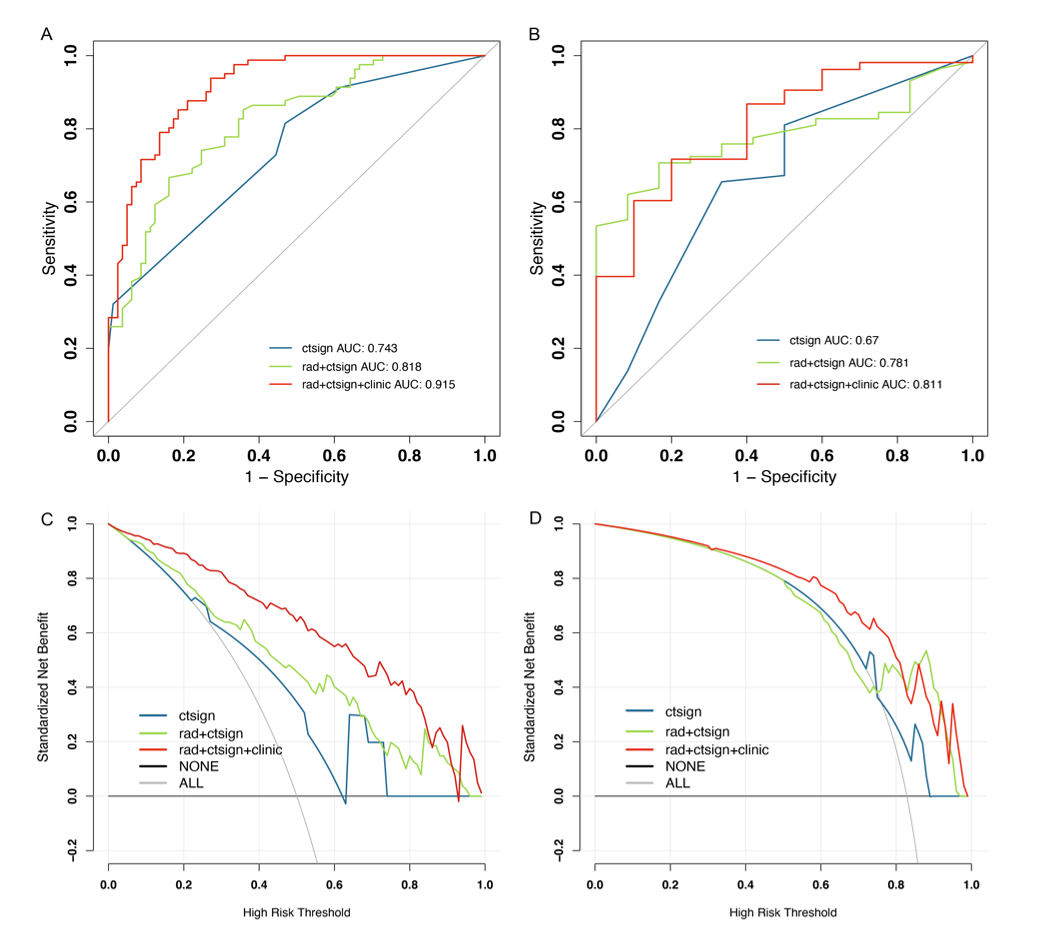 A
1.0
0.8
0.6
0.4
0.2
0.0
Sensitivity
ctsign AUC: 0.743
rad+ctsign AUC: 0.818
rad+ctsign+clinic AUC: 0.915
0.0 0.2 0.4 0.6 0.8 1.0
1 − Specificity
B
1.0
0.8
0.6
0.4
0.2
0.0
Sensitivity
ctsign AUC: 0.67
rad+ctsign AUC: 0.781
rad+ctsign+clinic AUC: 0.811
0.0 0.2 0.4 0.6 0.8 1.0
1 − Specificity
C
1.0
0.8
0.6
0.4
0.2
0.0
−0.2
Standardized Net Benefit
ctsign
rad+ctsign
rad+ctsign+clinic
NONE
ALL
0.0 0.2 0.4 0.6 0.8 1.0
High Risk Threshold
D
1.0
0.8
0.6
0.4
0.2
0.0
−0.2
Standardized Net Benefit
ctsign
rad+ctsign
rad+ctsign+clinic
NONE
ALL
0.0 0.2 0.4 0.6 0.8 1.0
High Risk Threshold